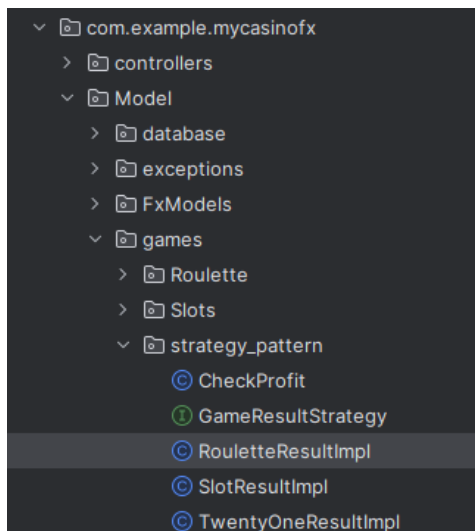 com.example.mycasinofx
controllers
Model
database
exceptions
FxModels
games
Roulette
Slots
strategy_pattern
CheckProfit
GameResultStrategy
RouletteResultImpl
SlotResultImpl
TwentyOneResultImpl